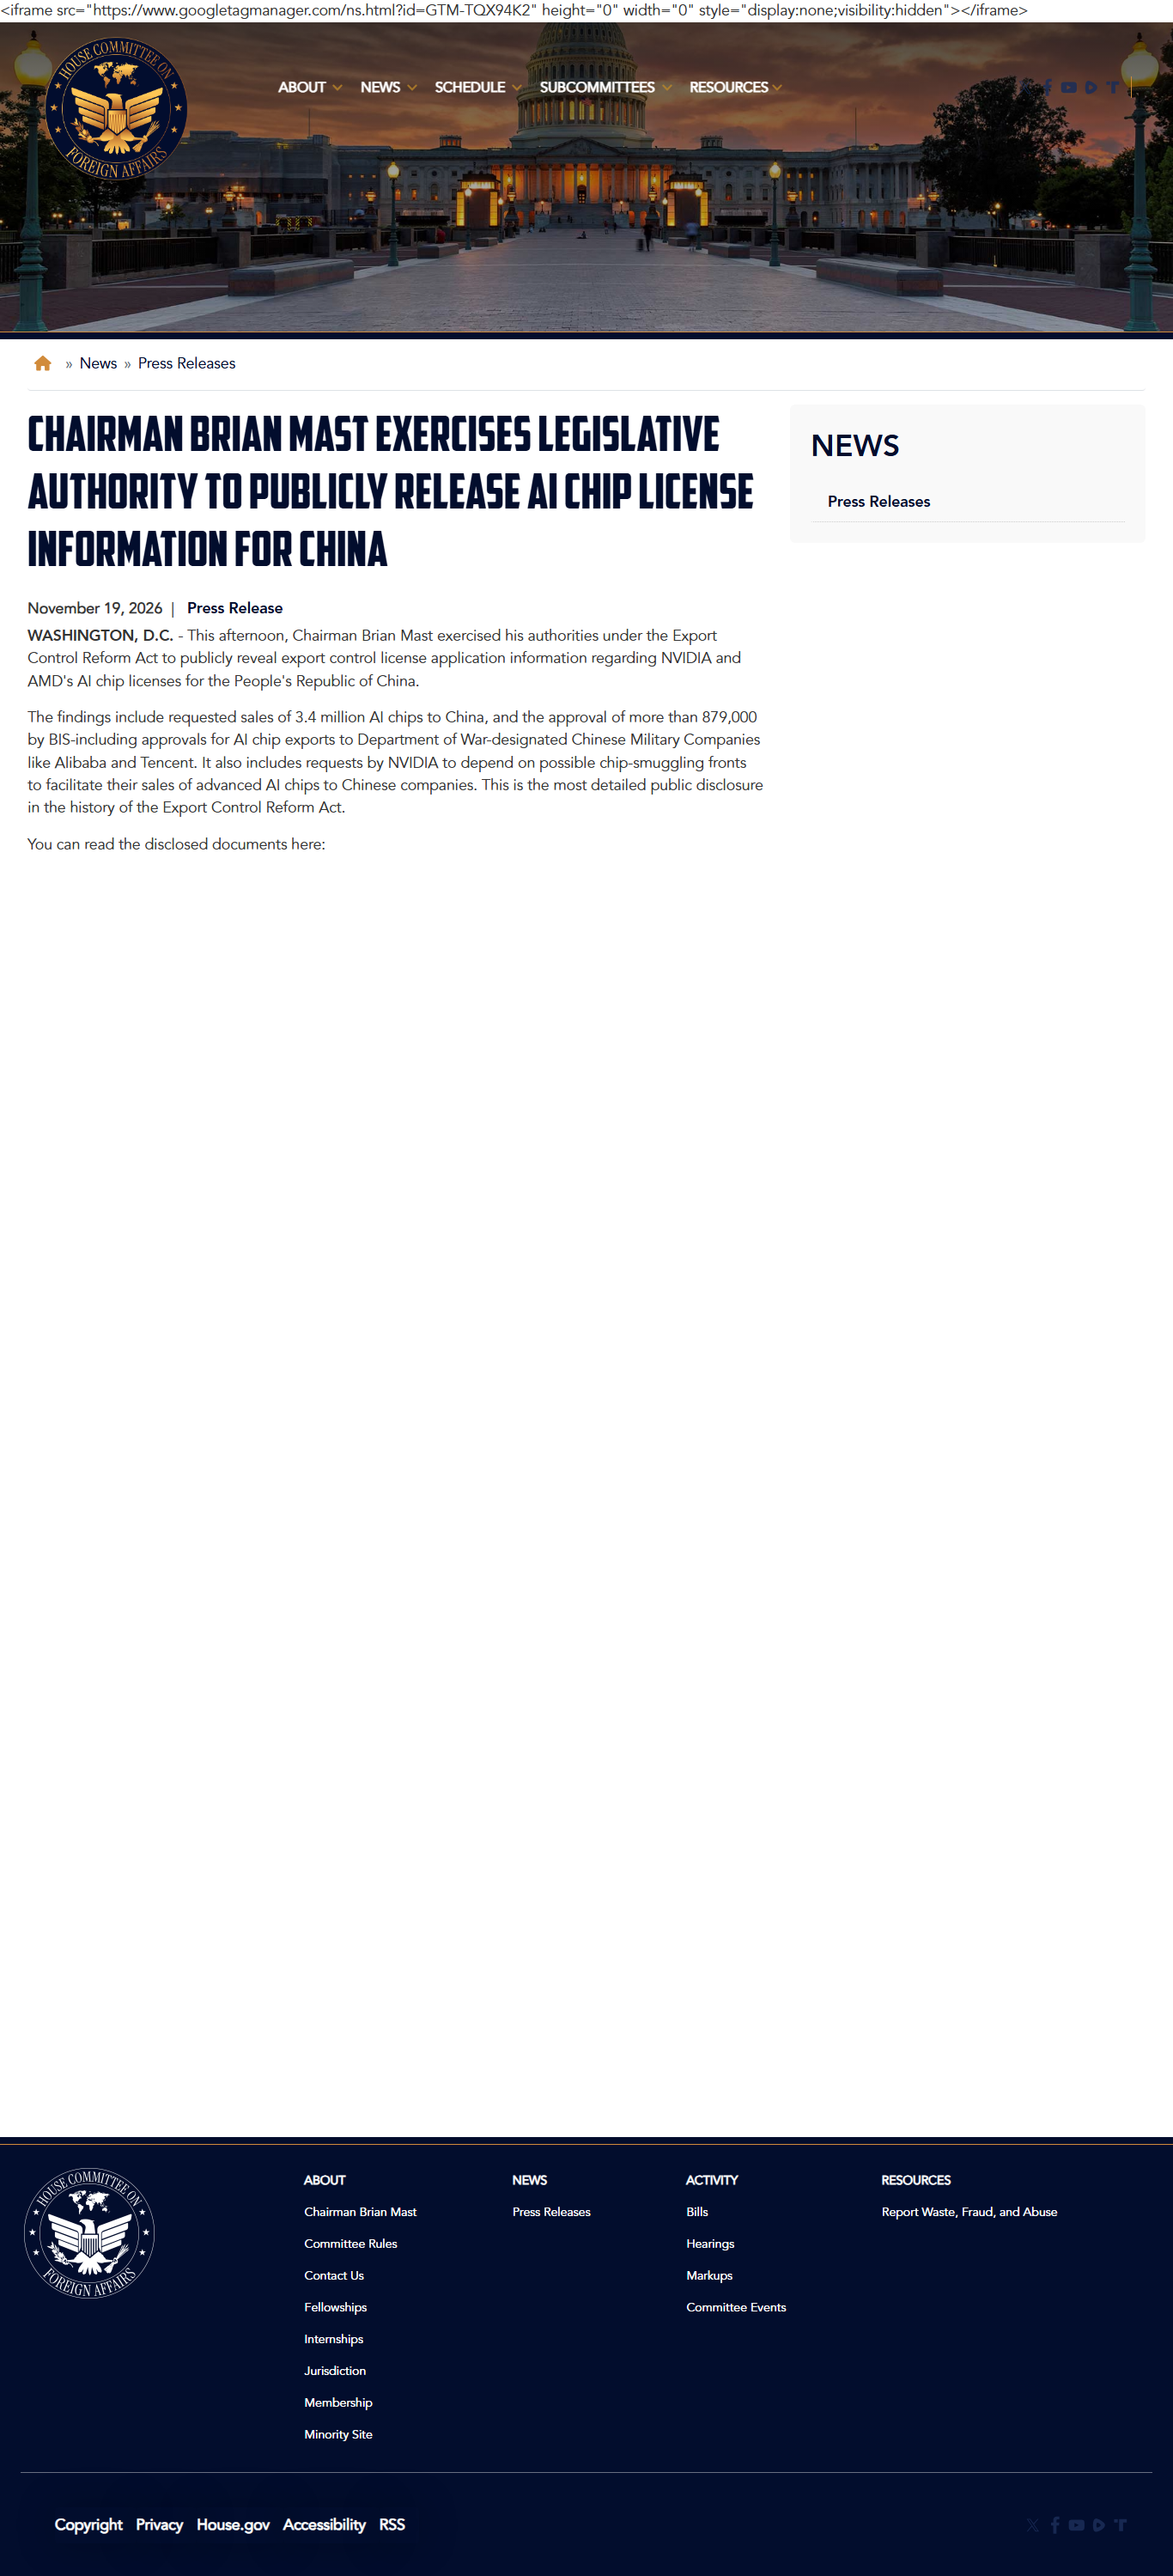 <iframe src="https://www.googletagmanager.com/ns.html?id=GTM-TQX94K2" height="0" width="0" style="display:none;visibility:hidden"></iframe>
HOUSE COMMITTEE ON
FOREIGN AFFAIRS
ABOUT NEWS SCHEDULE SUBCOMMITTEES RESOURCES
» News » Press Releases
CHAIRMAN BRIAN MAST EXERCISES LEGISLATIVE
AUTHORITY TO PUBLICLY RELEASE AI CHIP LICENSE
INFORMATION FOR CHINA
November 19, 2026 | Press Release
WASHINGTON, D.C. - This afternoon, Chairman Brian Mast exercised his authorities under the Export
Control Reform Act to publicly reveal export control license application information regarding NVIDIA and
AMD's AI chip licenses for the People's Republic of China.
The findings include requested sales of 3.4 million AI chips to China, and the approval of more than 879,000
by BIS-including approvals for AI chip exports to Department of War-designated Chinese Military Companies
like Alibaba and Tencent. It also includes requests by NVIDIA to depend on possible chip-smuggling fronts
to facilitate their sales of advanced AI chips to Chinese companies. This is the most detailed public disclosure
in the history of the Export Control Reform Act.
You can read the disclosed documents here:
NEWS
Press Releases
HOUSE COMMITTEE ON
FOREIGN AFFAIRS
ABOUT
Chairman Brian Mast
Committee Rules
Contact Us
Fellowships
Internships
Jurisdiction
Membership
Minority Site
NEWS
Press Releases
ACTIVITY
Bills
Hearings
Markups
Committee Events
RESOURCES
Report Waste, Fraud, and Abuse
Copyright Privacy House.gov Accessibility RSS